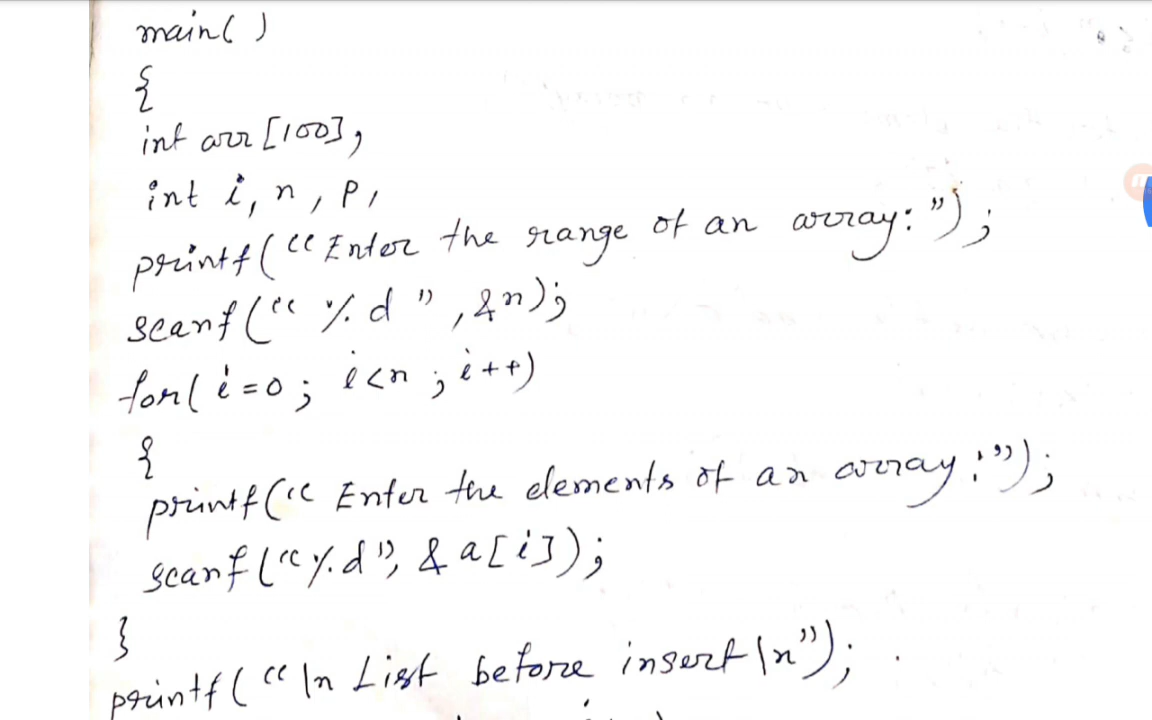 main( )
{
int arr [100],
int i, n, p,
printf(“Enter the range of an array:”);
scanf(“%d”, &n);
for(i=0; i<n; i++)
{
printf(“Enter the elements of an array:”);
scanf(“%d”, &a[i]);
}
printf(“\n List before insert\n”);